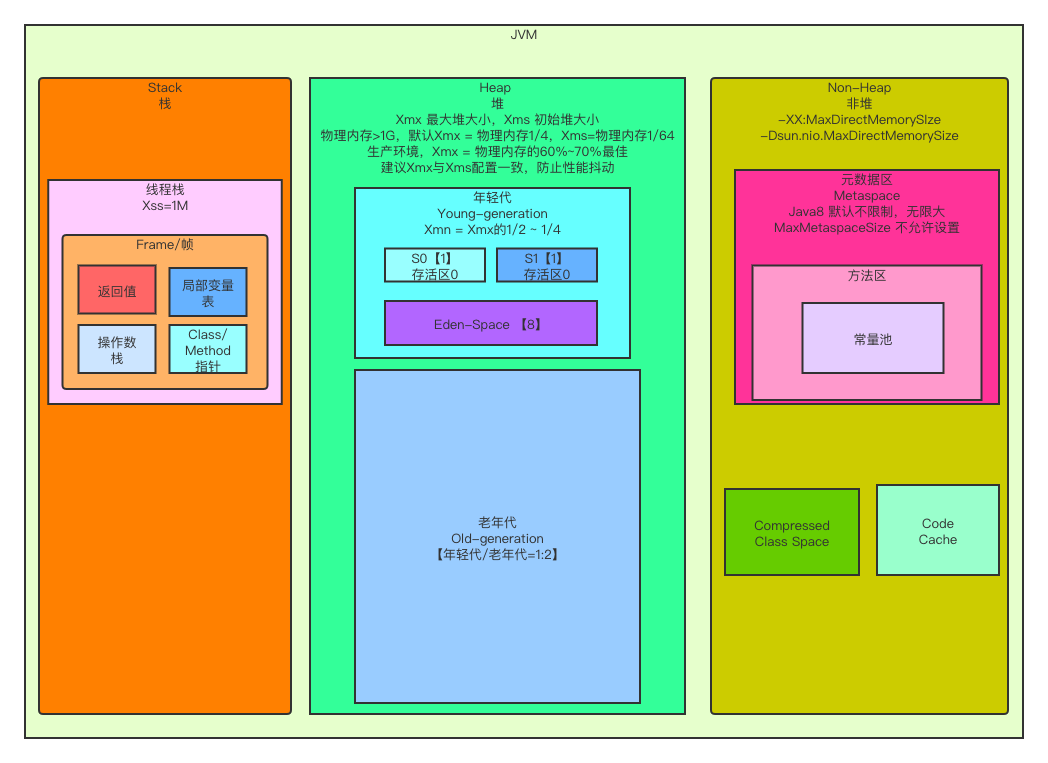 JVM
Stack
栈
线程栈
Xss=1M
Frame/帧
返回值
局部变量
表
操作数
栈
Class/
Method
指针
Heap
堆
Xmx 最大堆大小，Xms 初始堆大小
物理内存>1G，默认Xmx = 物理内存1/4，Xms=物理内存1/64
生产环境，Xmx = 物理内存的60%~70%最佳
建议Xmx与Xms配置一致，防止性能抖动
年轻代
Young-generation
Xmn = Xmx的1/2 ~ 1/4
S0【1】
存活区0
S1【1】
存活区0
Eden-Space 【8】
老年代
Old-generation
【年轻代/老年代=1:2】
Non-Heap
非堆
-XX:MaxDirectMemorySIze
-Dsun.nio.MaxDirectMemorySize
元数据区
Metaspace
Java8 默认不限制，无限大
MaxMetaspaceSize 不允许设置
方法区
常量池
Compressed
Class Space
Code
Cache